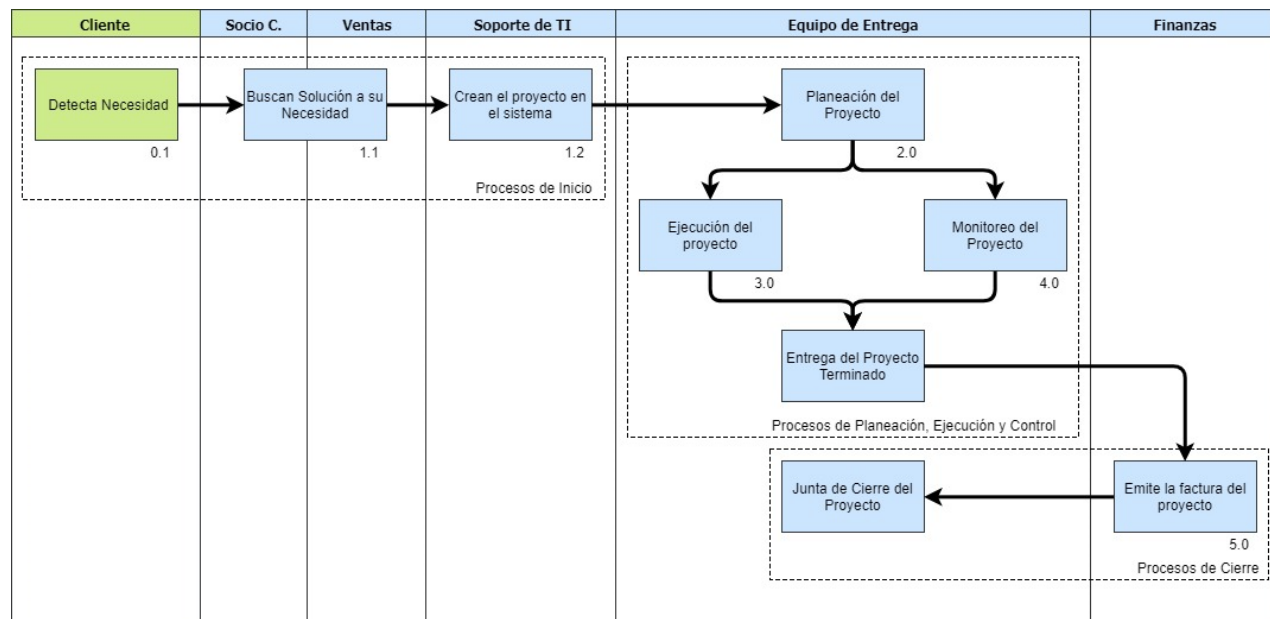 Cliente
Socio C.
Ventas
Soporte de TI
Equipo de Entrega
Finanzas
Detecta Necesidad
0.1
Buscan Solución a su
Necesidad
1.1
Crean el proyecto en
el sistema
1.2
Procesos de Inicio
Planeación del
Proyecto
2.0
Ejecución del
proyecto
3.0
Monitoreo del
Proyecto
4.0
Entrega del Proyecto
Terminado
Procesos de Planeación, Ejecución y Control
Junta de Cierre del
Proyecto
Emite la factura del
proyecto
5.0
Procesos de Cierre